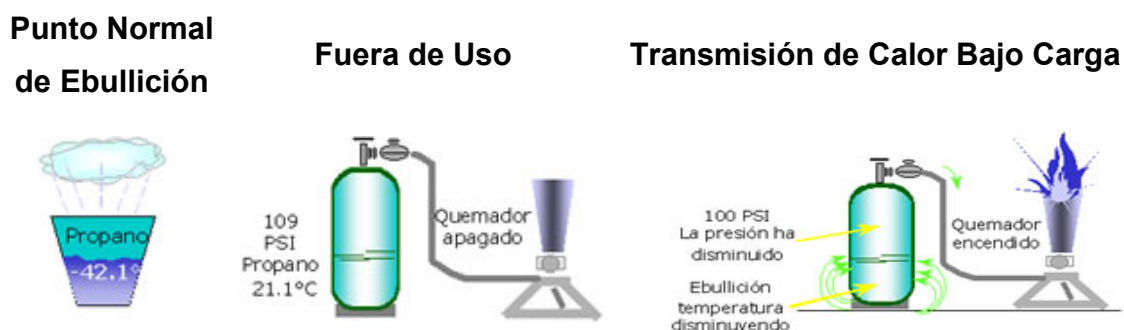 Punto Normal
de Ebullición
Fuera de Uso
Transmisión de Calor Bajo Carga
Propano
-42.1°
109
PSI
Propano
21.1°C
Quemador
apagado
100 PSI
La presión ha
disminuido
Ebullición
temperatura
disminuyendo
Quemador
encendido